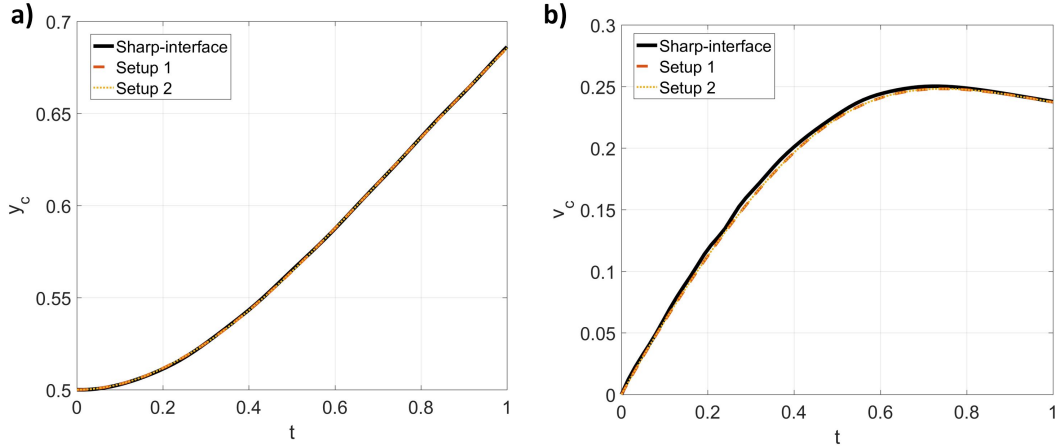 a)
0.7
0.65
0.6
0.55
0.5
y_c
Sharp-interface
Setup 1
Setup 2
0 0.2 0.4 0.6 0.8 1
t
b)
0.3
0.25
0.2
0.15
0.1
0.05
0
v_c
Sharp-interface
Setup 1
Setup 2
0 0.2 0.4 0.6 0.8 1
t